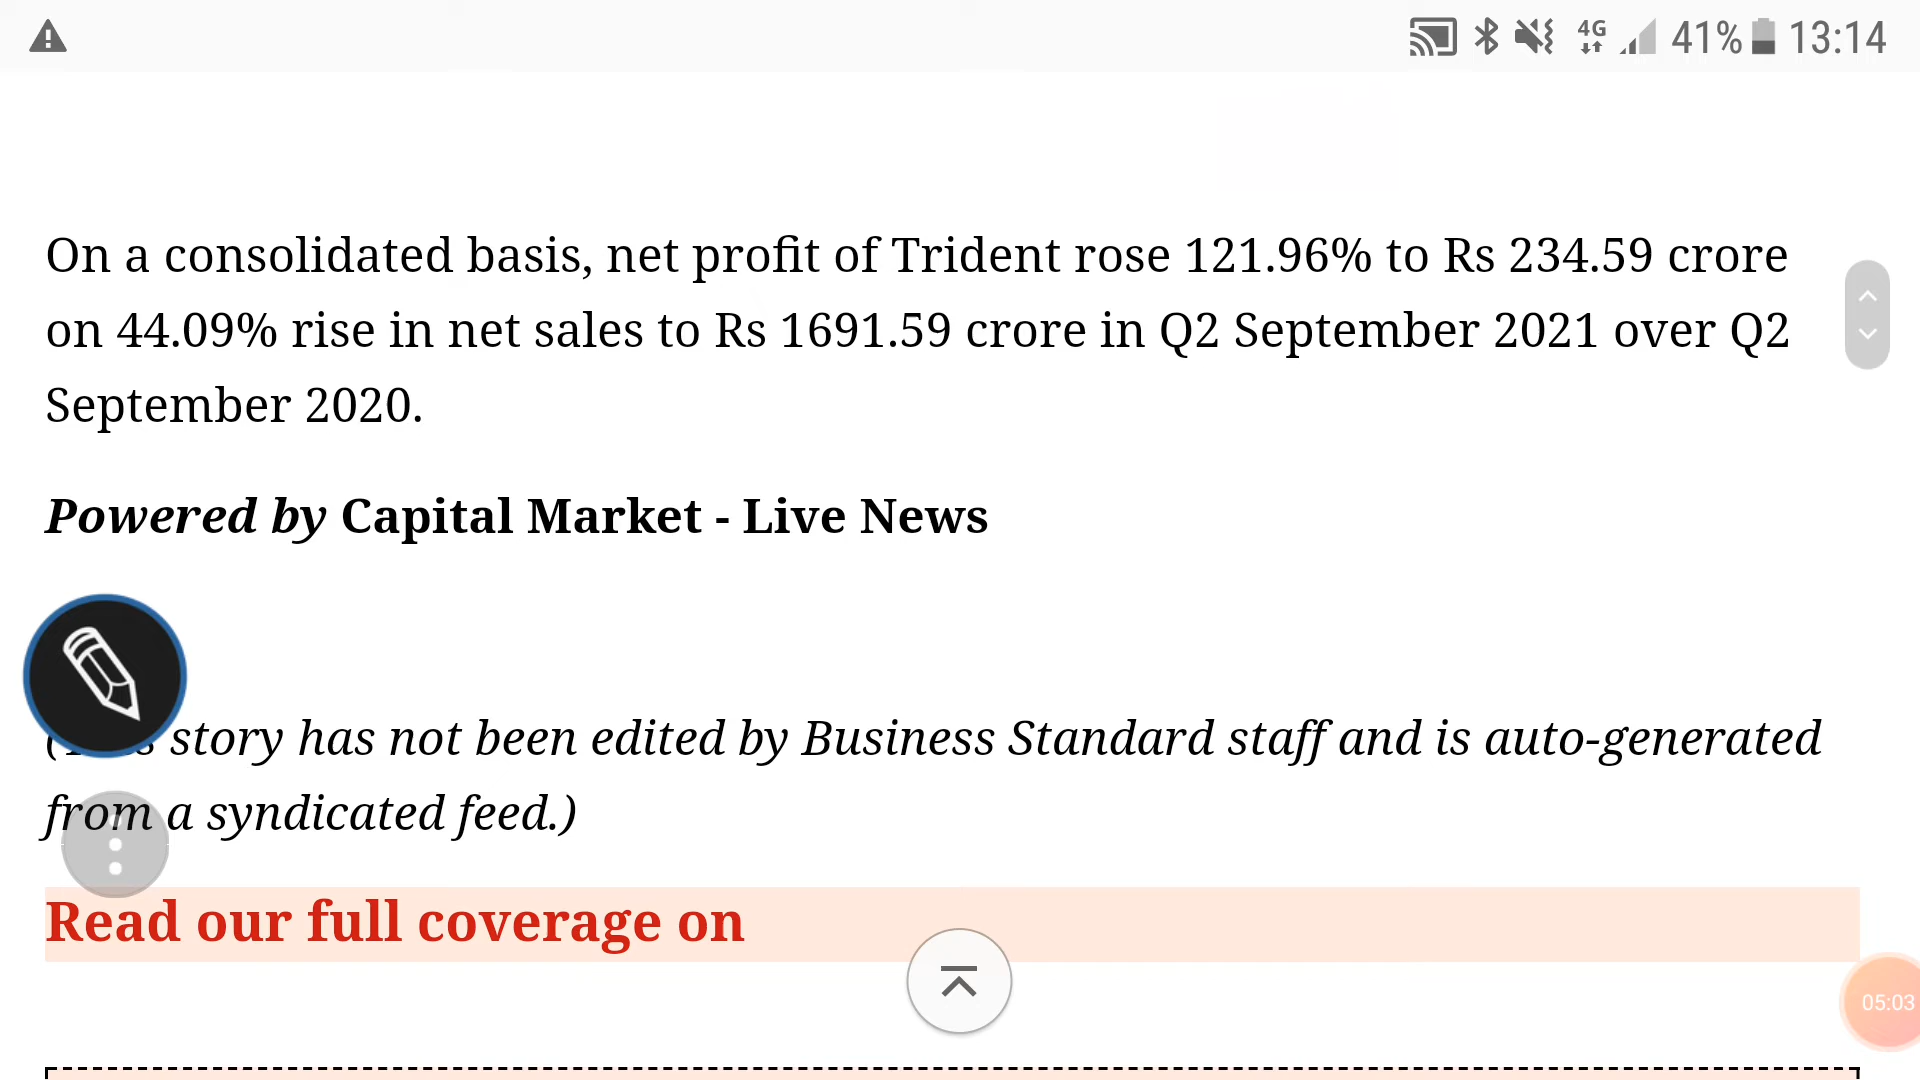 4G 41% 13:14
On a consolidated basis, net profit of Trident rose 121.96% to Rs 234.59 crore
on 44.09% rise in net sales to Rs 1691.59 crore in Q2 September 2021 over Q2
September 2020.
Powered by Capital Market - Live News
story has not been edited by Business Standard staff and is auto-generated
from a syndicated feed.)
Read our full coverage on
05:03